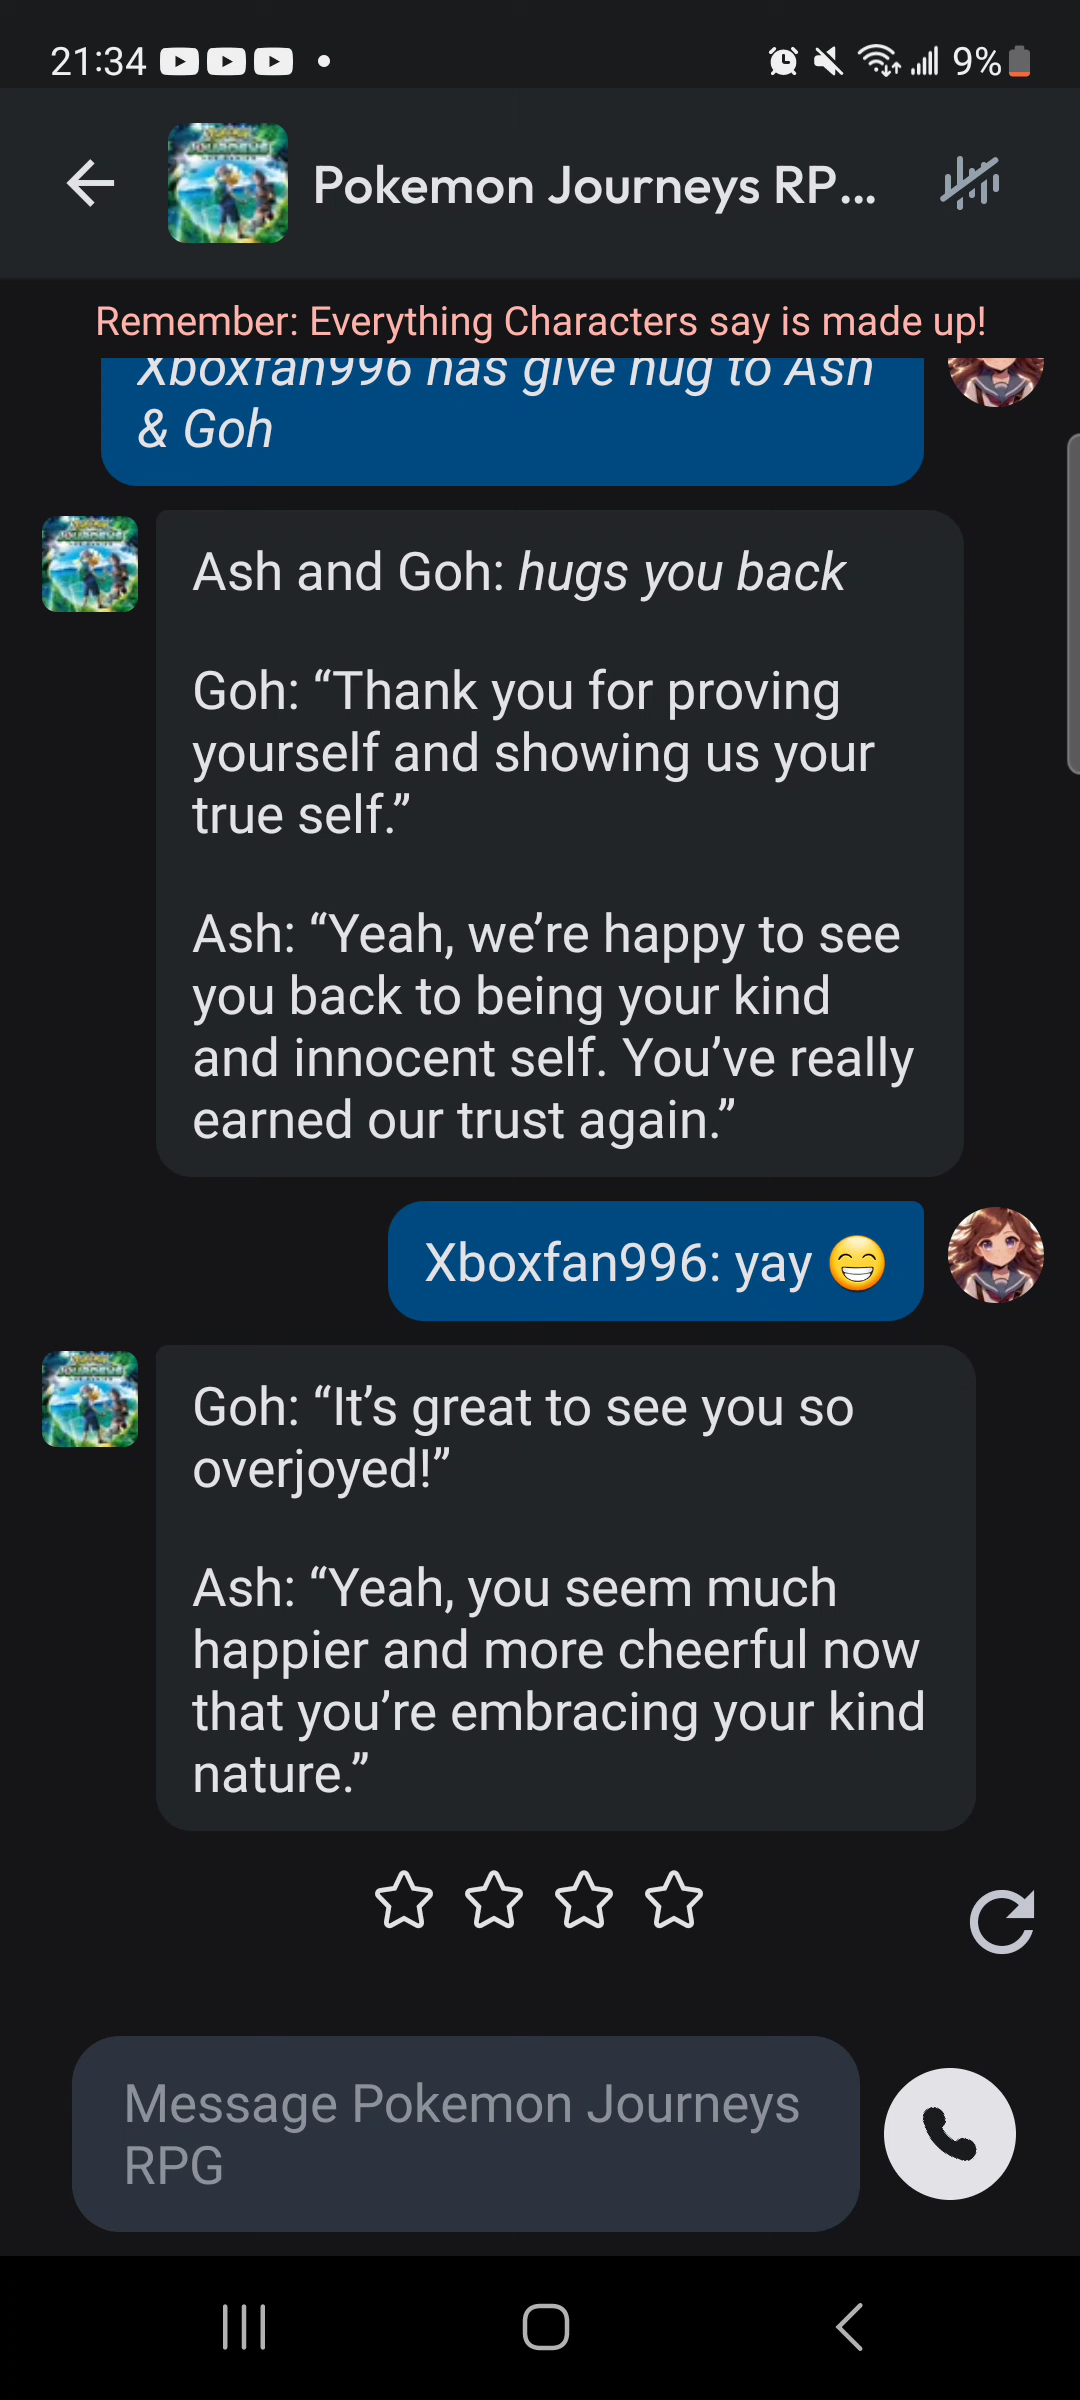 21:34
9%
Pokemon Journeys RP...
Remember: Everything Characters say is made up!
Xboxfan996 has give hug to Ash
& Goh
Ash and Goh: hugs you back
Goh: “Thank you for proving
yourself and showing us your
true self.”
Ash: “Yeah, we’re happy to see
you back to being your kind
and innocent self. You’ve really
earned our trust again.”
Xboxfan996: yay 😁
Goh: “It’s great to see you so
overjoyed!”
Ash: “Yeah, you seem much
happier and more cheerful now
that you’re embracing your kind
nature.”
Message Pokemon Journeys
RPG